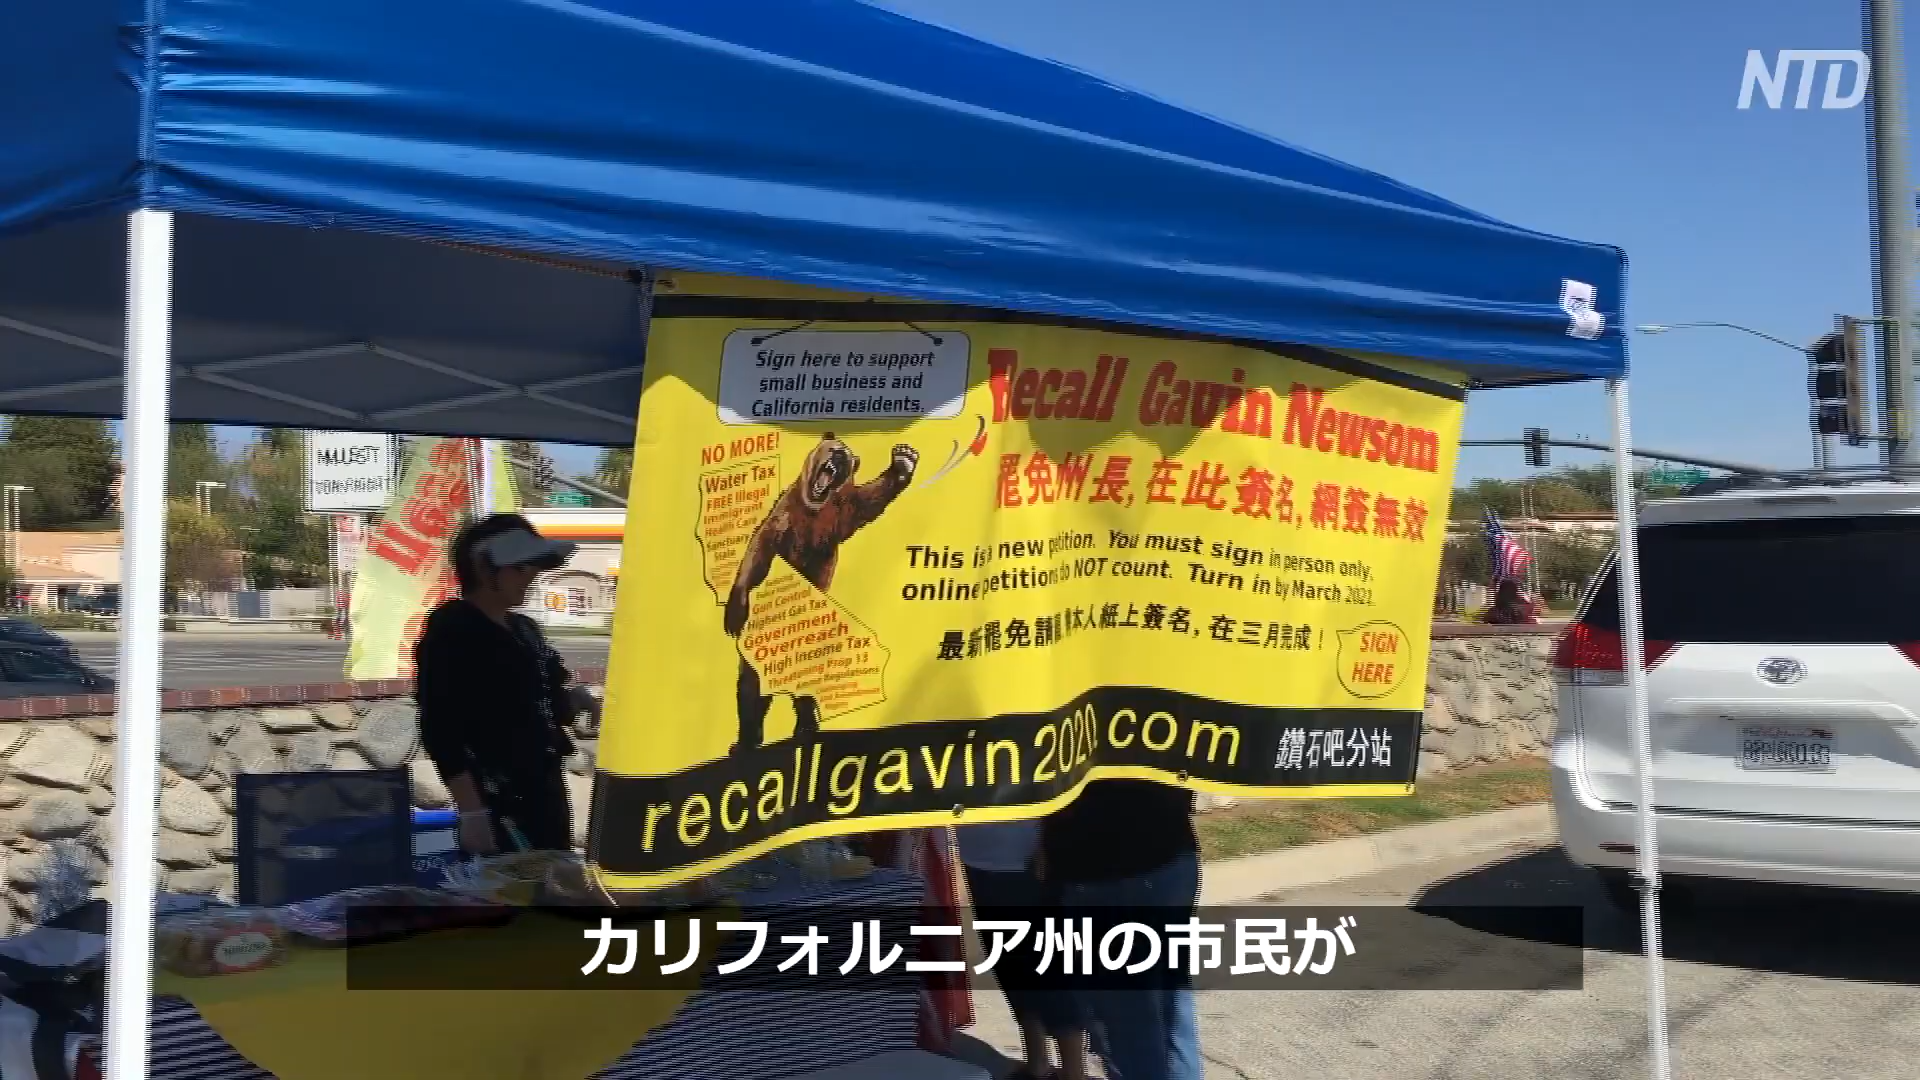 NTD
Sign here to support
small business and
California residents.
Recall Gavin Newsom
罷免州長,在此簽名,網簽無效
NO MORE!
Water Tax
FREE Illegal
Immigrant
Health Care
Sanctuary
State
This is a new petition. You must sign in person only,
online petitions do NOT count. Turn in by March 2021.
Gun Control
Highest Gas Tax
Government
Overreach
High Income Tax
Threatening Prop 13
最新罷免請 本人紙上簽名,在三月完成!
SIGN
HERE
recallgavin2020.com
鑽石吧分站
カリフォルニア州の市民が